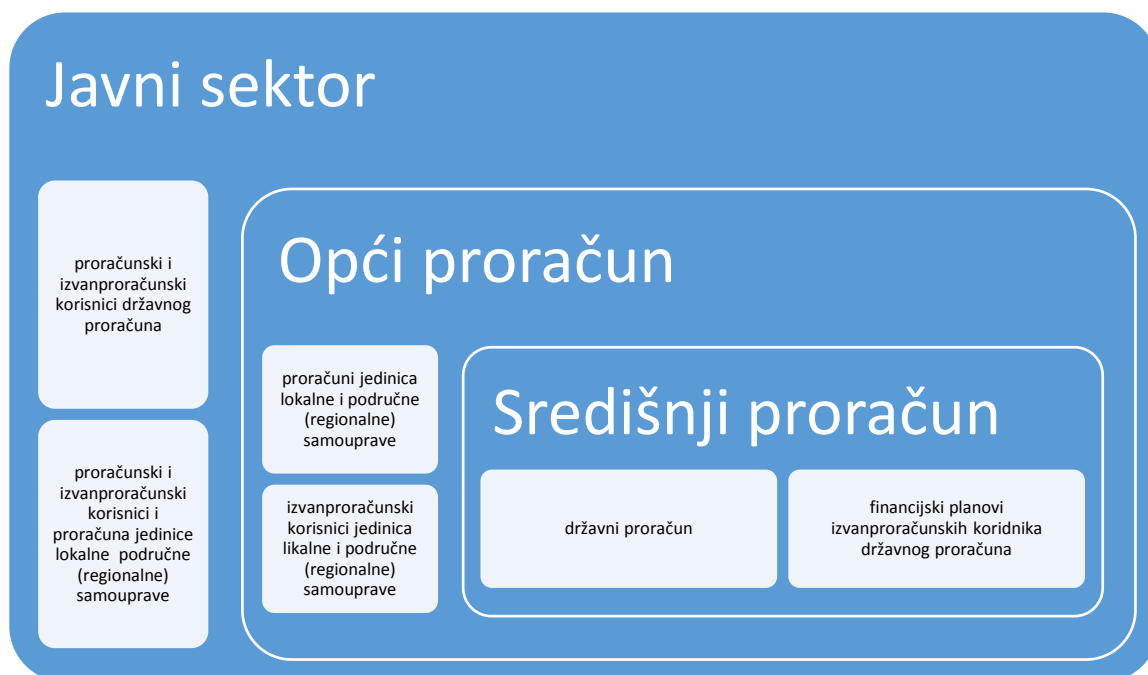 Javni sektor
proračunski i
izvanproračunski
korisnici državnog
proračuna
proračunski i
izvanproračunski
korisnici i
proračuna jedinice
lokalne područne
(regionalne)
samouprave
Opći proračun
proračuni jedinica
lokalne i područne
(regionalne)
samouprave
izvanproračunski
korisnici jedinica
likalne i područne
(regionalne)
samouprave
Središnji proračun
državni proračun
financijski planovi
izvanproračunskih koridnika
državnog proračuna